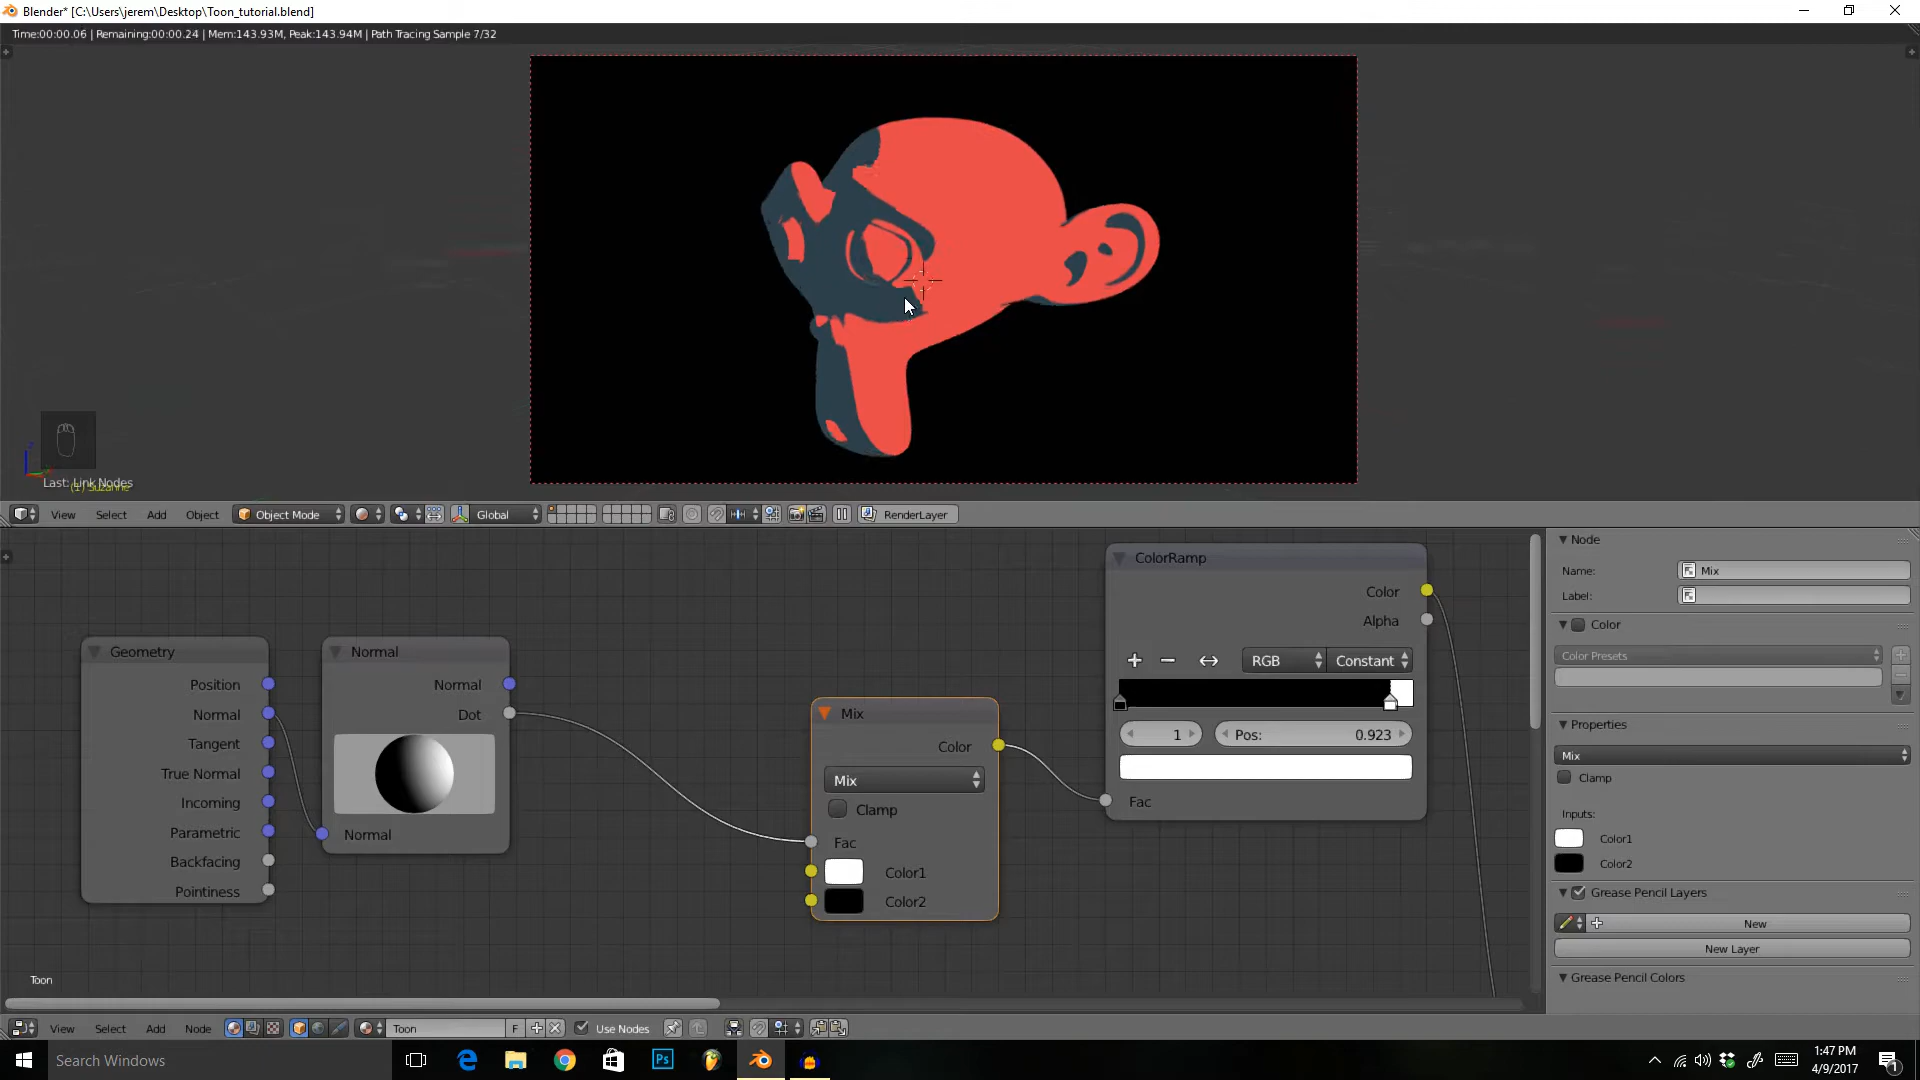 Blender* [C:\Users\jerem\Desktop\Toon_tutorial.blend]
Time:00:00.06 | Remaining:00:00.24 | Mem:143.93M, Peak:143.94M | Path Tracing Sample 7/32
Last: Link Nodes
(1) Suzanne
View Select Add Object Object Mode Global RenderLayer
Geometry
Position
Normal
Tangent
True Normal
Incoming
Parametric
Backfacing
Pointiness
Normal
Normal
Dot
Normal
Mix
Color
Mix
Clamp
Fac
Color1
Color2
ColorRamp
Color
Alpha
RGB Constant
1 Pos: 0.923
Fac
Toon
Node
Name: Mix
Label:
Color
Color Presets
Properties
Mix
Clamp
Inputs:
Color1
Color2
Grease Pencil Layers
New
New Layer
Grease Pencil Colors
View Select Add Node Toon F Use Nodes
Search Windows
Ps
1:47 PM
4/9/2017
1